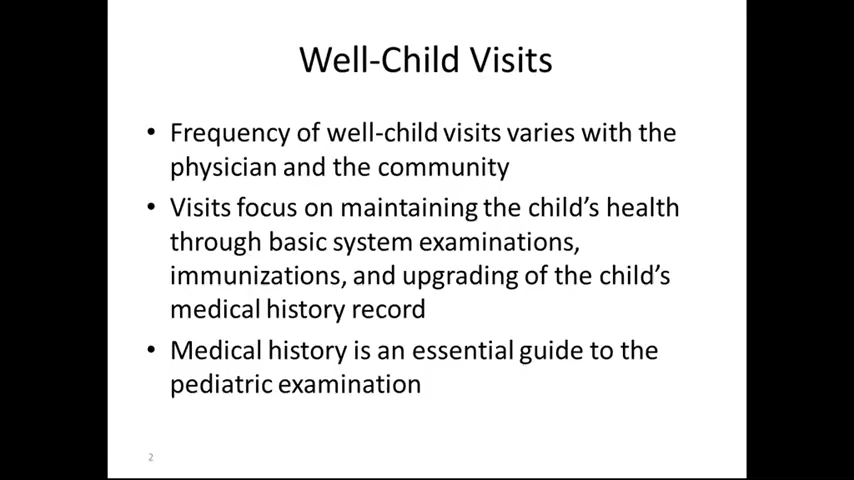 Well-Child Visits
• Frequency of well-child visits varies with the
physician and the community
• Visits focus on maintaining the child’s health
through basic system examinations,
immunizations, and upgrading of the child’s
medical history record
• Medical history is an essential guide to the
pediatric examination
2